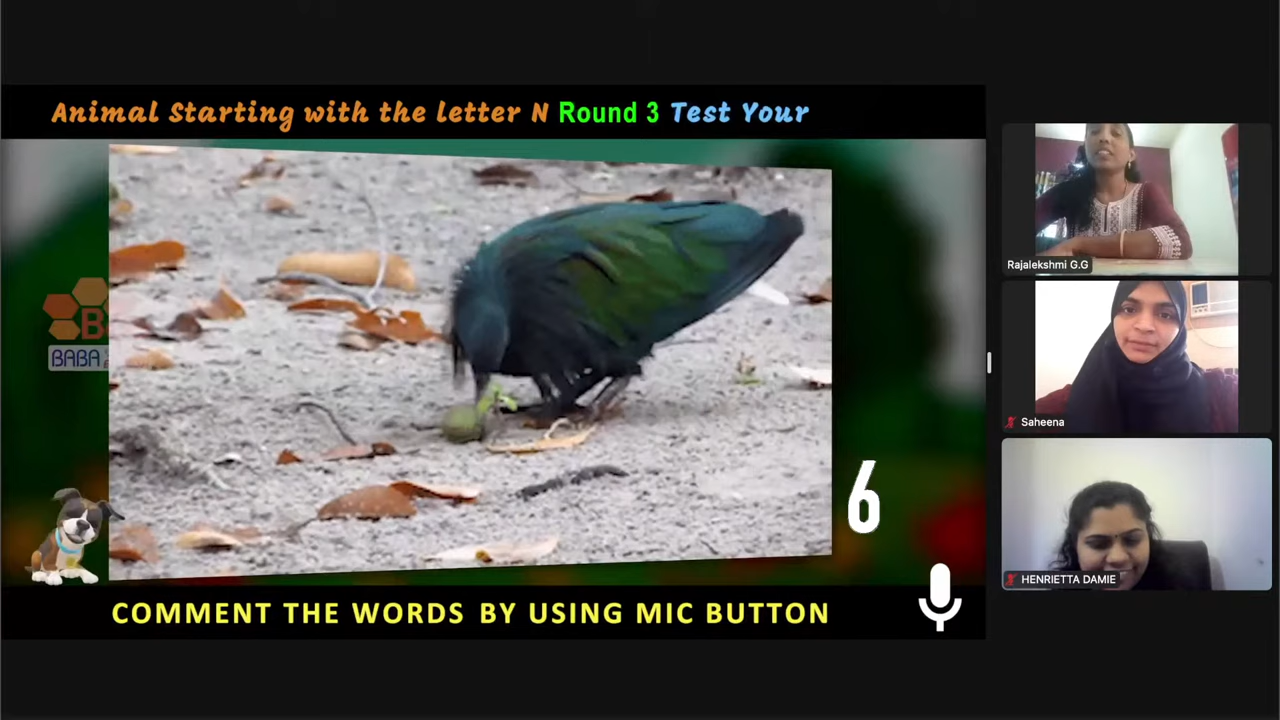 Animal Starting with the letter N Round 3 Test Your
BABA
6
COMMENT THE WORDS BY USING MIC BUTTON
Rajalekshmi G.G
Saheena
HENRIETTA DAMIE